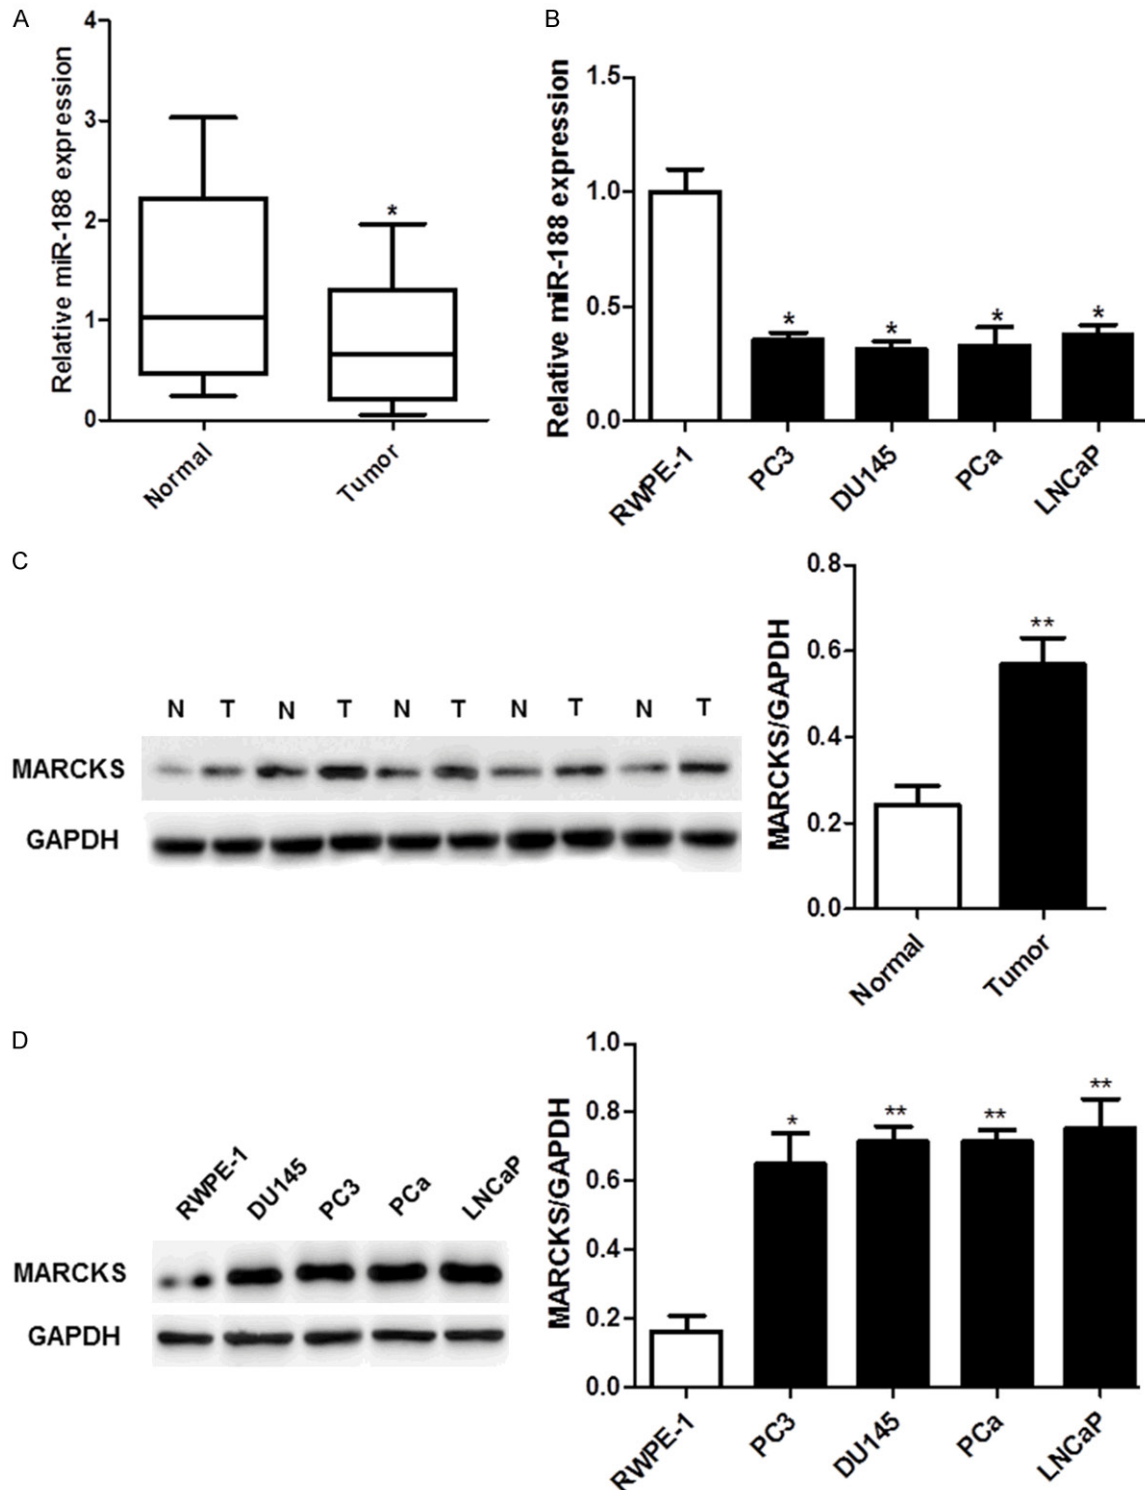 A
Relative miR-188 expression
4
3
2
1
0
*
Normal
Tumor
B
Relative miR-188 expression
1.5
1.0
0.5
0.0
* * * *
RWPE-1
PC3
DU145
PCa
LNCaP
C
N T N T N T N T N T
MARCKS
GAPDH
MARCKS/GAPDH
0.8
0.6
0.4
0.2
0.0
**
Normal
Tumor
D
RWPE-1
DU145
PC3
PCa
LNCaP
MARCKS
GAPDH
MARCKS/GAPDH
1.0
0.8
0.6
0.4
0.2
0.0
* ** ** **
RWPE-1
PC3
DU145
PCa
LNCaP